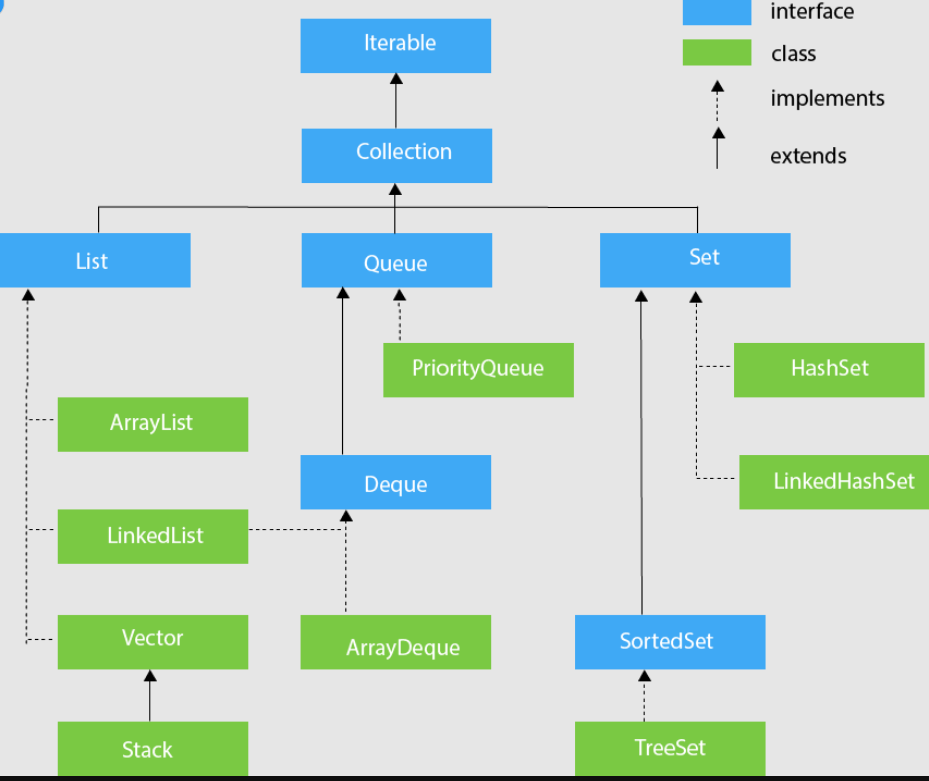 interface
Iterable
class
implements
Collection
extends
List
Queue
Set
PriorityQueue
HashSet
ArrayList
Deque
LinkedHashSet
LinkedList
Vector
ArrayDeque
SortedSet
Stack
TreeSet